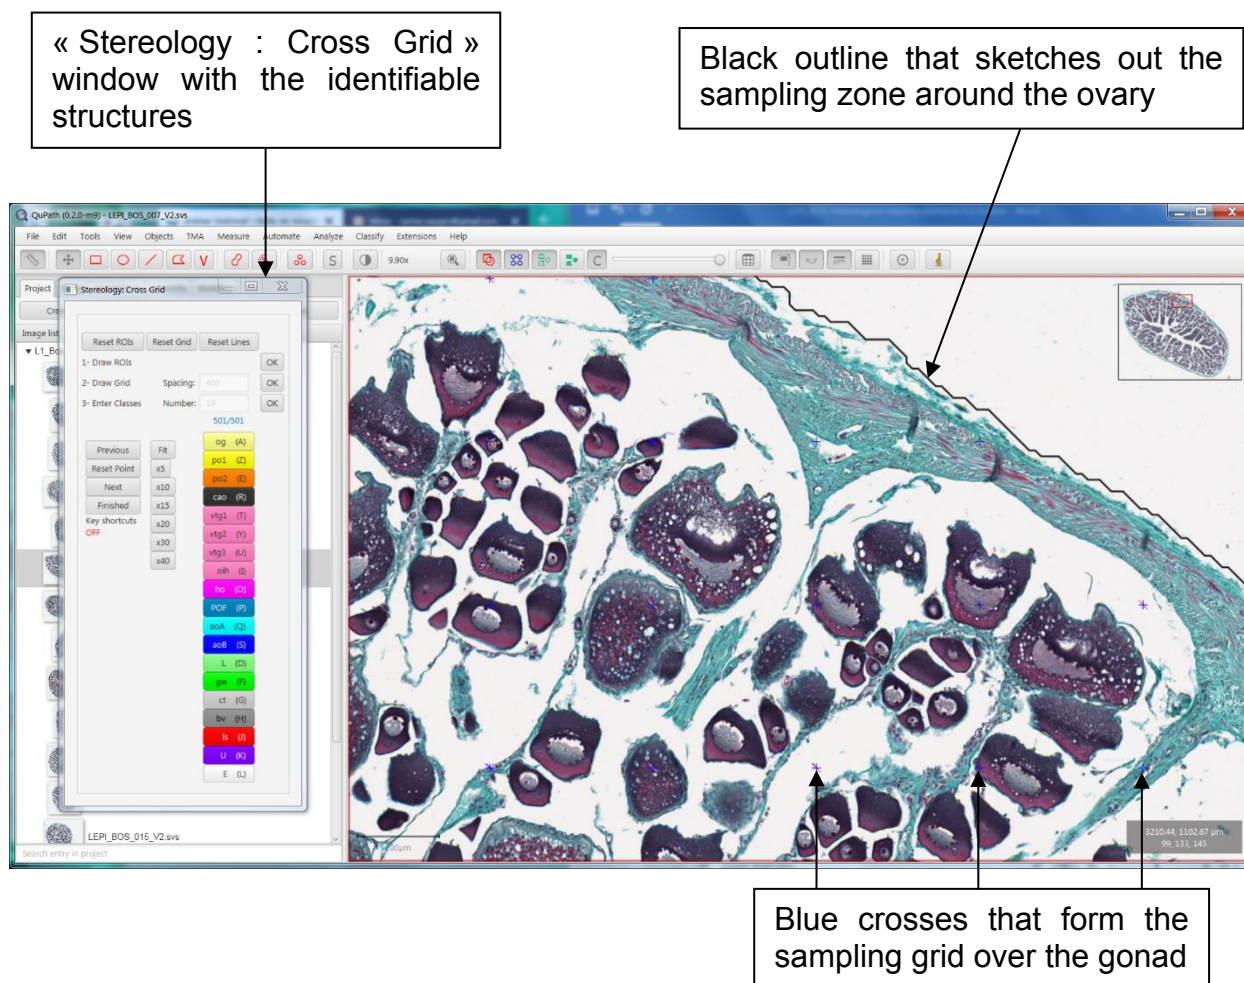 « Stereology : Cross Grid »
window with the identifiable
structures
Black outline that sketches out the
sampling zone around the ovary
QuPath (0.2.0-m9) - LEPI_BOS_007_V2.svs
File Edit Tools View Objects TMA Measure Automate Analyze Classify Extensions Help
S 9.90x C x,y µm
Project
Image list
Stereology: Cross Grid
Reset ROIs Reset Grid Reset Lines
1- Draw ROIs OK
2- Draw Grid Spacing: 400 OK
3- Enter Classes Number: 19 OK
501/501
Previous Fit
Reset Point x5
Next x10
Finished x15
Key shortcuts x20
OFF
x30
x40
og (A)
po1 (Z)
po2 (E)
cao (R)
vtg1 (T)
vtg2 (Y)
vtg3 (U)
oih (I)
ho (O)
POF (P)
aoA (Q)
aoB (S)
L (D)
gw (F)
ct (G)
bv (H)
Is (J)
U (K)
E (L)
LEPI_BOS_015_V2.svs
Search entry in project
3210.44, 1102.67 µm
99, 133, 145
Blue crosses that form the
sampling grid over the gonad